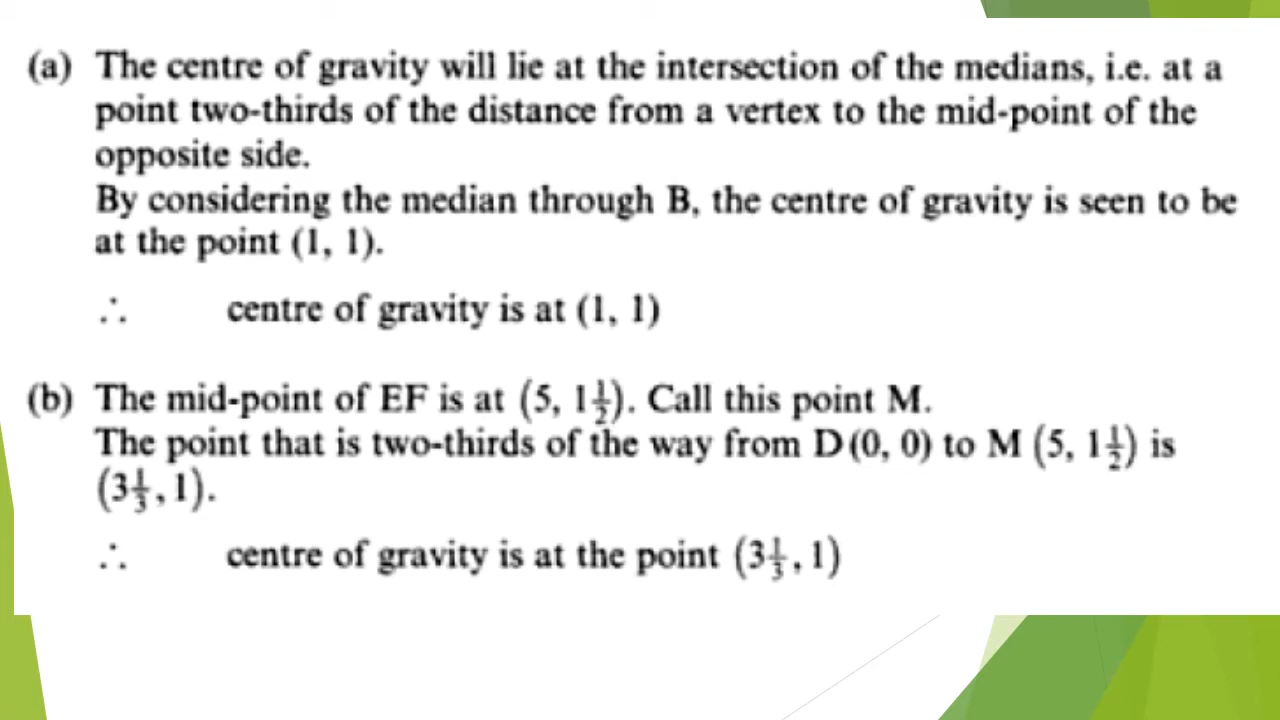 (a) The centre of gravity will lie at the intersection of the medians, i.e. at a
point two-thirds of the distance from a vertex to the mid-point of the
opposite side.
By considering the median through B, the centre of gravity is seen to be
at the point (1, 1).
∴ centre of gravity is at (1, 1)
(b) The mid-point of EF is at (5, 1½). Call this point M.
The point that is two-thirds of the way from D(0, 0) to M (5, 1½) is
(3⅓, 1).
∴ centre of gravity is at the point (3⅓, 1)